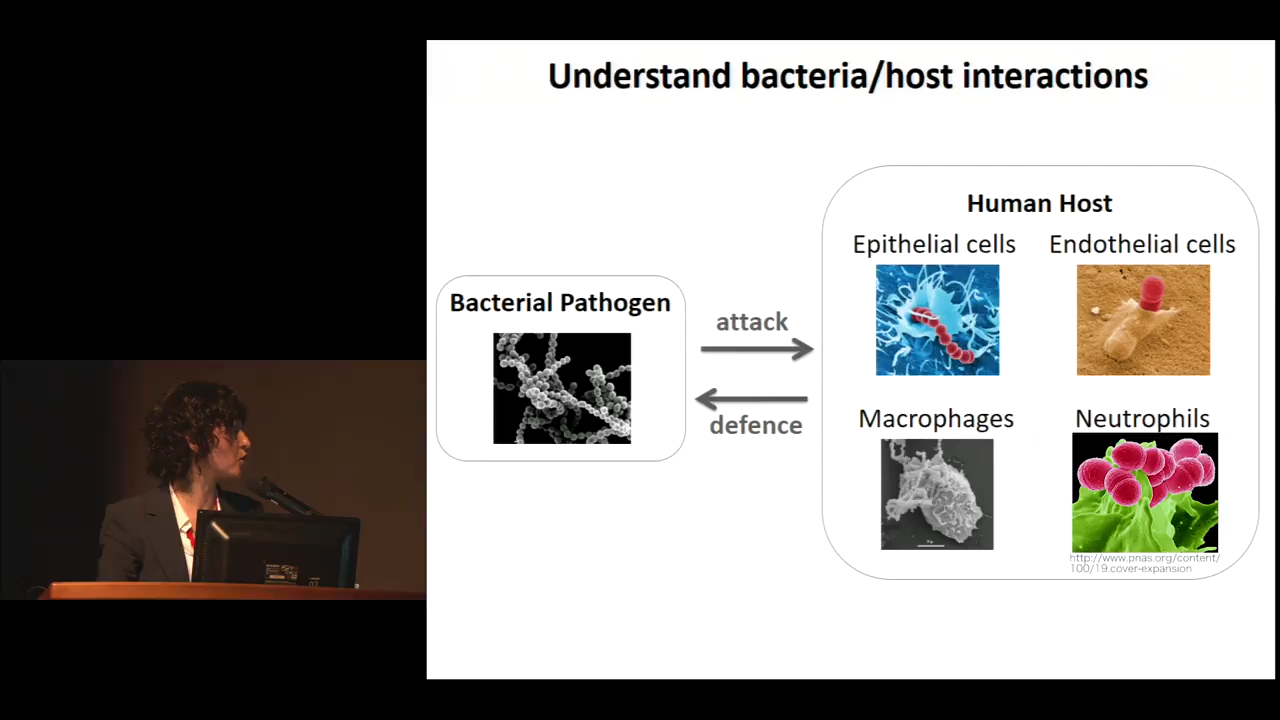 Understand bacteria/host interactions
Bacterial Pathogen
attack
defence
Human Host
Epithelial cells
Endothelial cells
Macrophages
Neutrophils
http://www.pnas.org/content/
100/19.cover-expansion